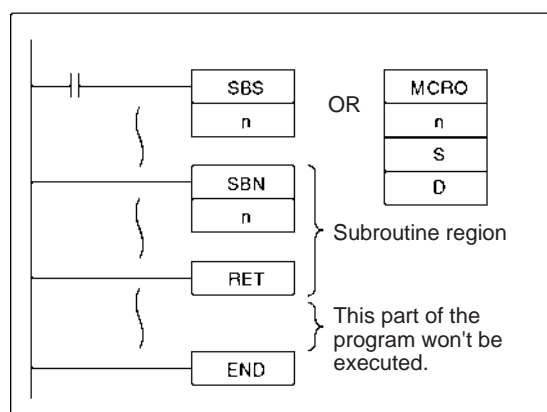 SBS
n
OR
MCRO
n
S
D
SBN
n
Subroutine region
RET
This part of the
program won't be
executed.
END